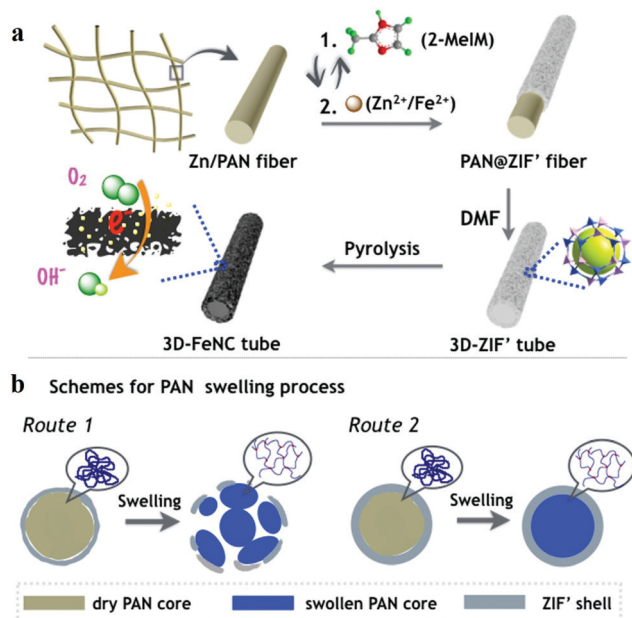 a
1. (2-MeIM)
2. (Zn²⁺/Fe²⁺)
Zn/PAN fiber
PAN@ZIF' fiber
O₂
e⁻
OH⁻
DMF
Pyrolysis
3D-FeNC tube
3D-ZIF' tube
b Schemes for PAN swelling process
Route 1
Route 2
Swelling
Swelling
dry PAN core
swollen PAN core
ZIF' shell